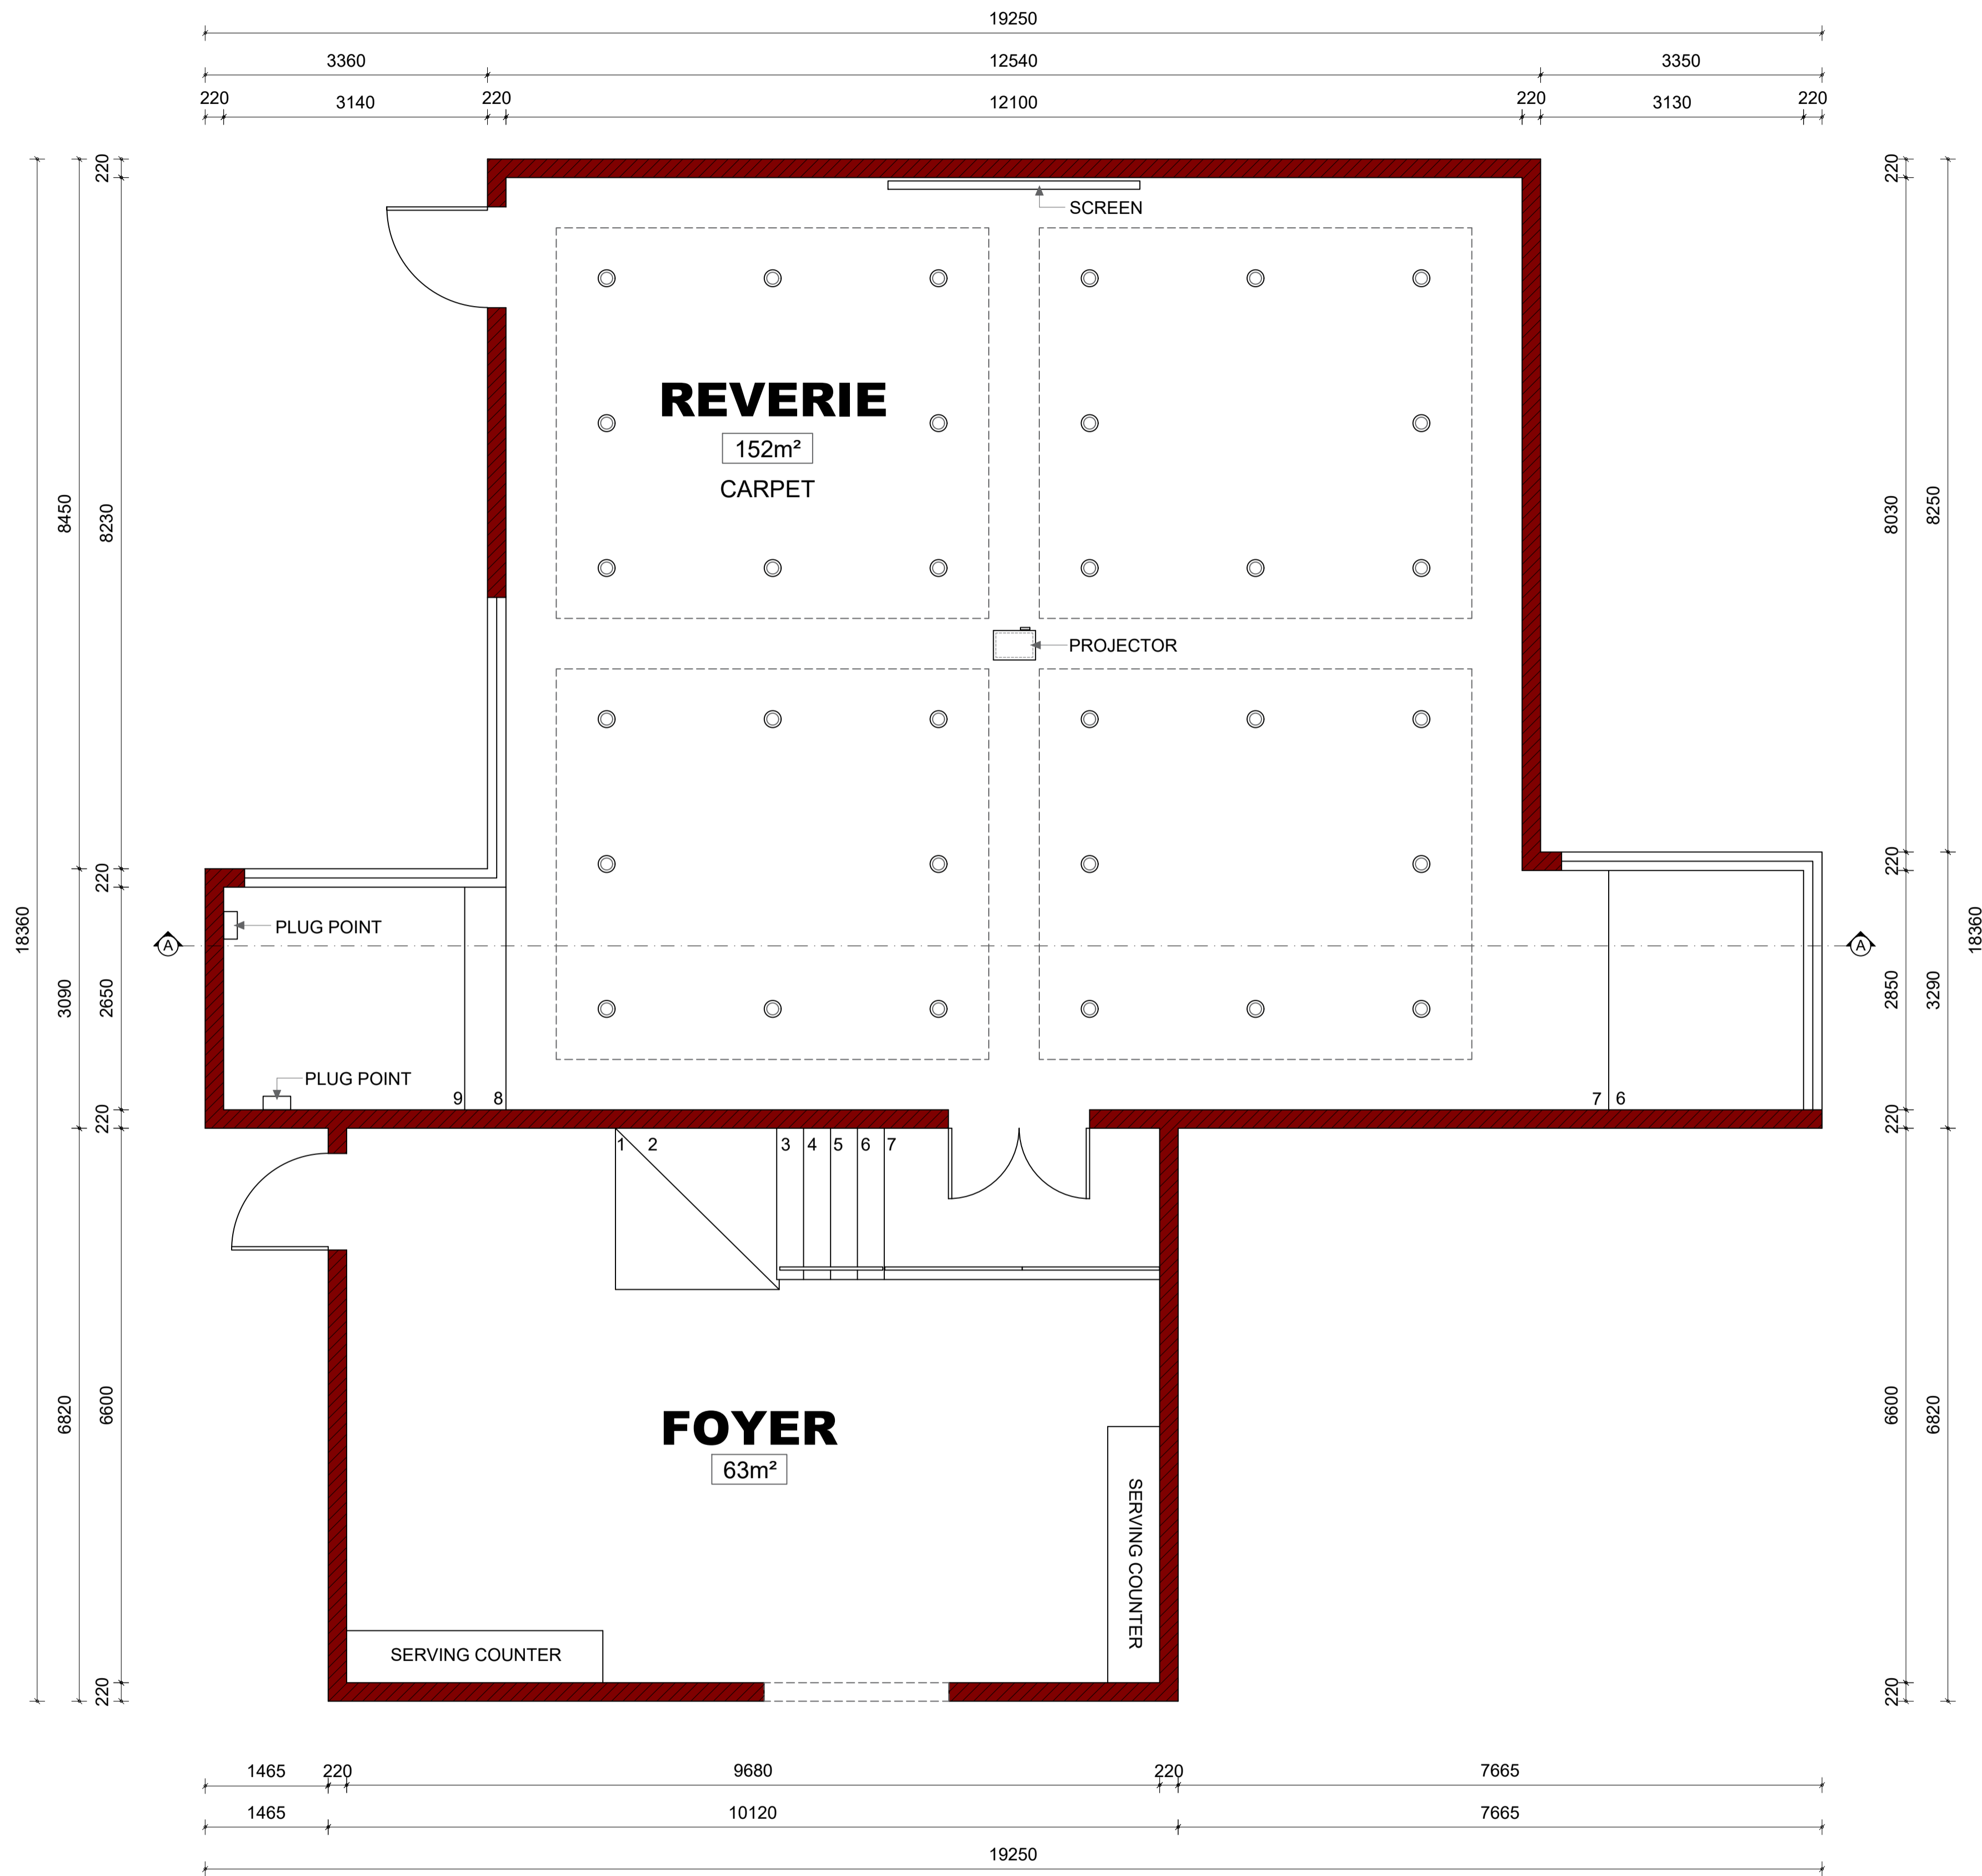 19250
3360 12540 3350
220 3140 220 12100 220 3130 220
220
8230
220
2650
220
6600
220
8450
3090
6820
18360
220
8030
220
2850
220
6600
220
8250
3290
6820
18360
SCREEN
REVERIE
152m²
CARPET
PROJECTOR
PLUG POINT
A
A
PLUG POINT
9 8
7 6
1 2 3 4 5 6 7
FOYER
63m²
SERVING COUNTER
SERVING COUNTER
1465 220 9680 220 7665
1465 10120 7665
19250